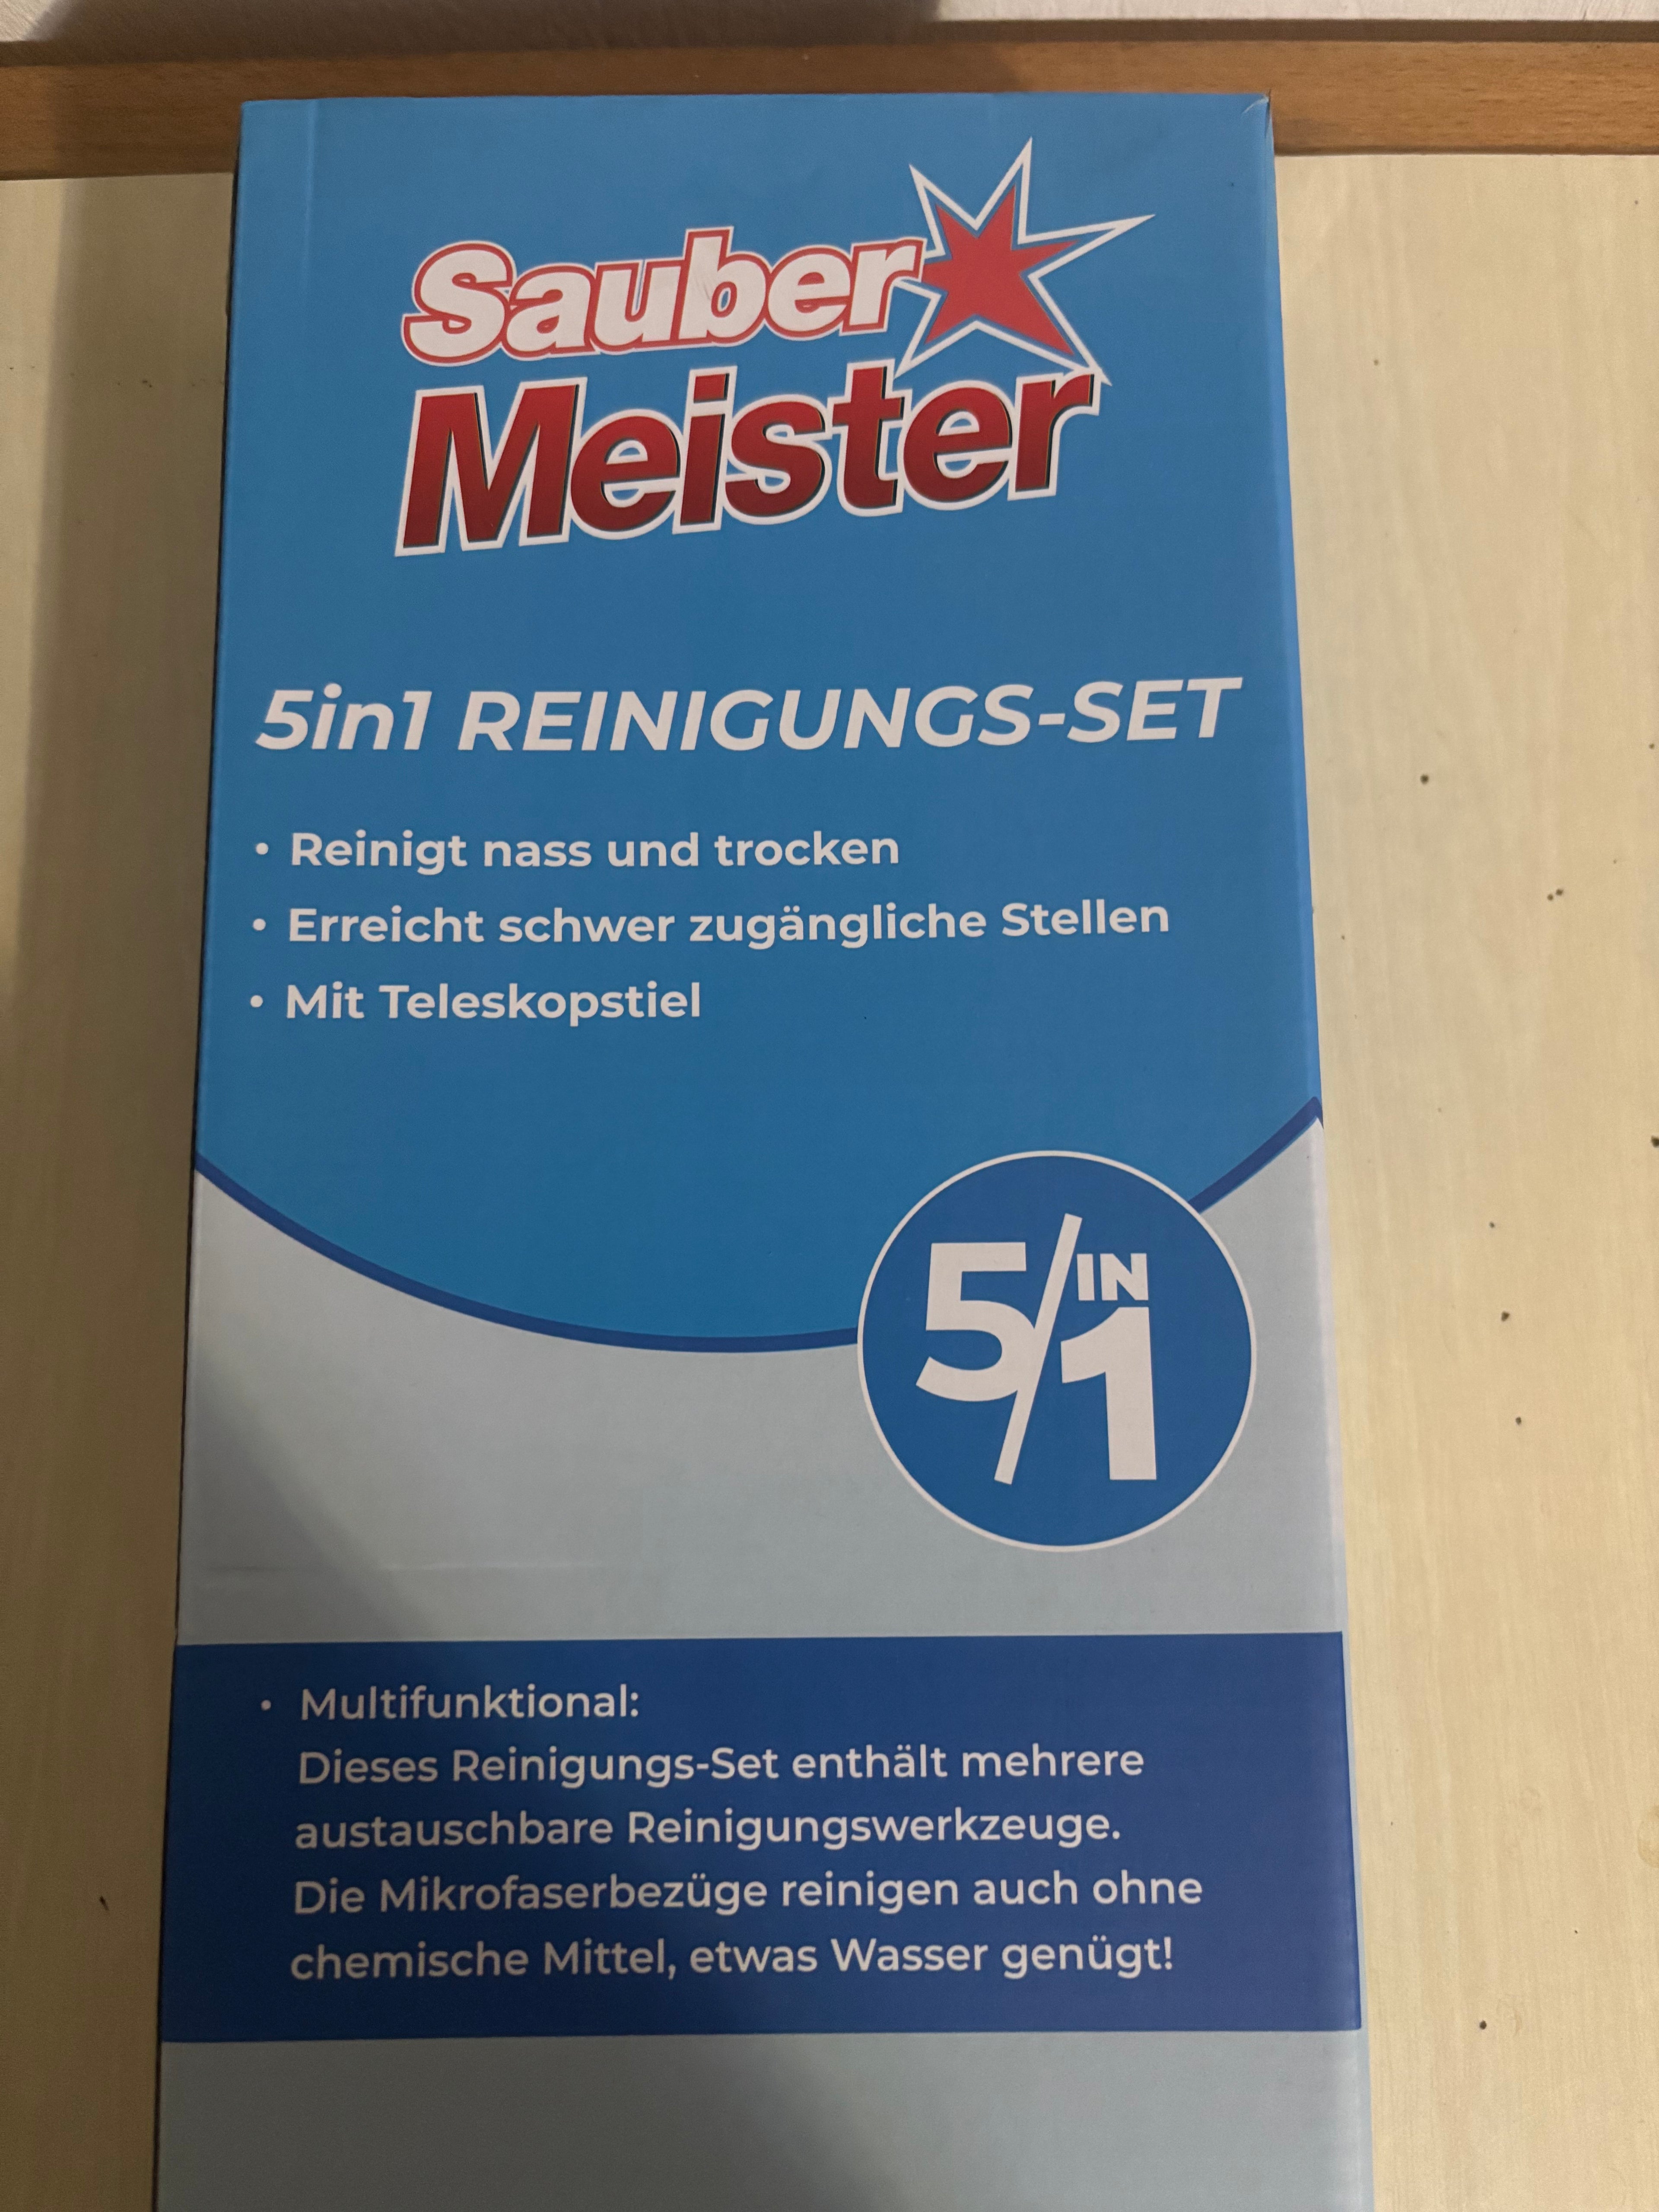 Sauber
Meister
5in1 REINIGUNGS-SET
• Reinigt nass und trocken
• Erreicht schwer zugängliche Stellen
• Mit Teleskopstiel
5/IN 1
• Multifunktional:
Dieses Reinigungs-Set enthält mehrere
austauschbare Reinigungswerkzeuge.
Die Mikrofaserbezüge reinigen auch ohne
chemische Mittel, etwas Wasser genügt!